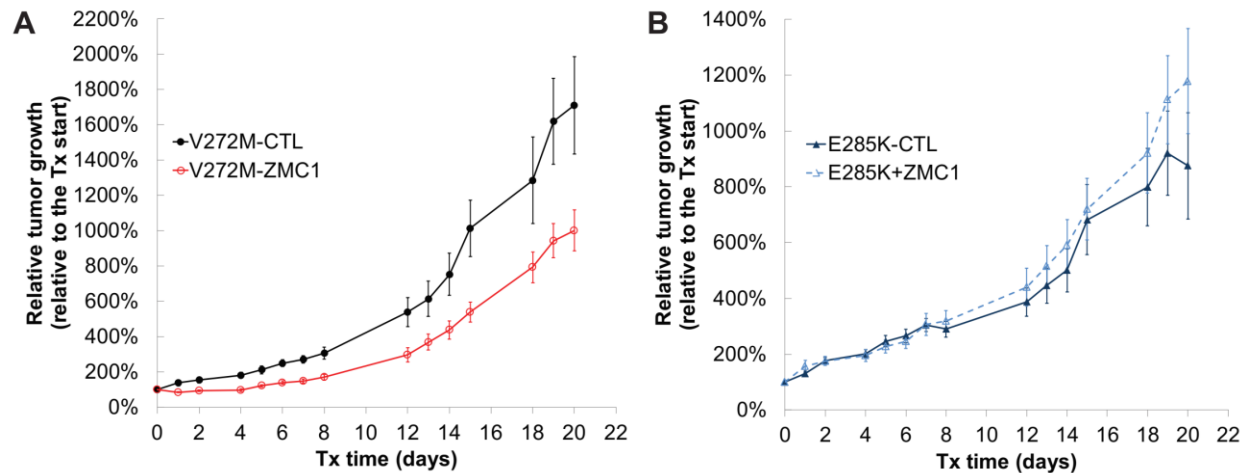 A
Relative tumor growth
(relative to the Tx start)
2200%
2000%
1800%
1600%
1400%
1200%
1000%
800%
600%
400%
200%
0%
V272M-CTL
V272M-ZMC1
0 2 4 6 8 10 12 14 16 18 20 22
Tx time (days)
B
Relative tumor growth
(relative to the Tx start)
1400%
1200%
1000%
800%
600%
400%
200%
0%
E285K-CTL
E285K+ZMC1
0 2 4 6 8 10 12 14 16 18 20 22
Tx time (days)